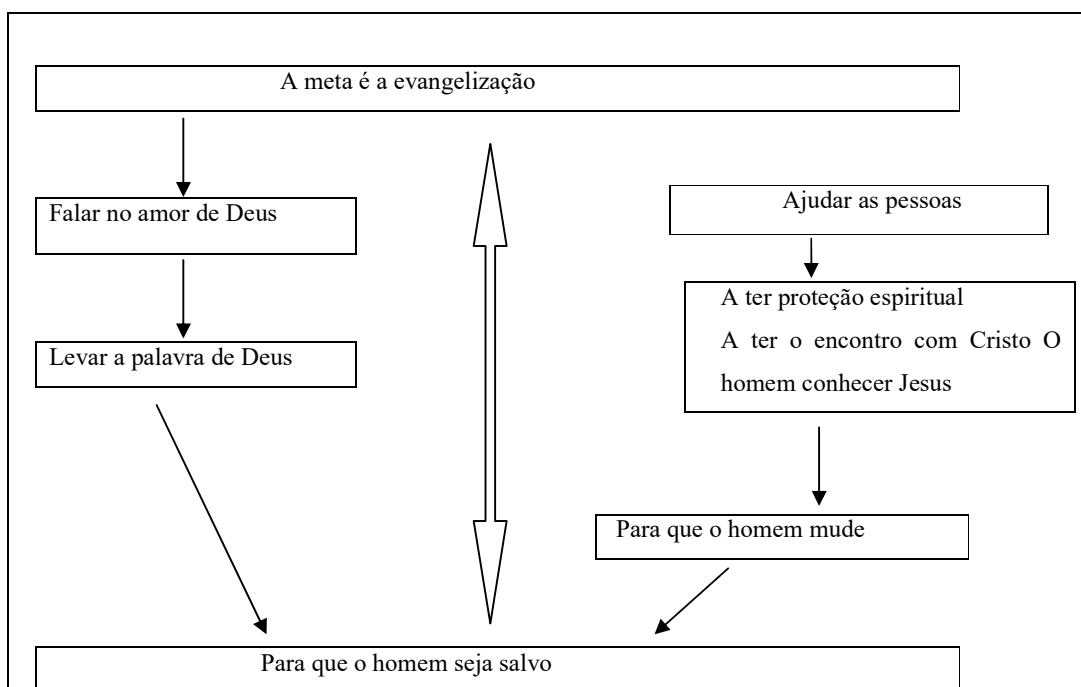 A meta é a evangelização
Falar no amor de Deus
Levar a palavra de Deus
Ajudar as pessoas
A ter proteção espiritual
A ter o encontro com Cristo O
homem conhecer Jesus
Para que o homem mude
Para que o homem seja salvo